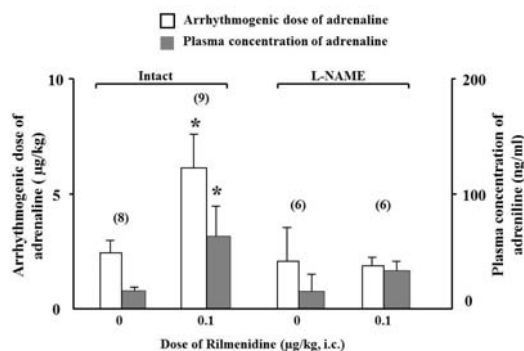 Arrhythmogenic dose of adrenaline
Plasma concentration of adrenaline
Intact
L-NAME
10
5
0
Arrhythmogenic dose of
adrenaline ( µg/kg)
200
100
0
Plasma concentration of
adreniline (ng/ml)
(8)
(9)
*
*
(6)
(6)
0
0.1
0
0.1
Dose of Rilmenidine (µg/kg, i.c.)